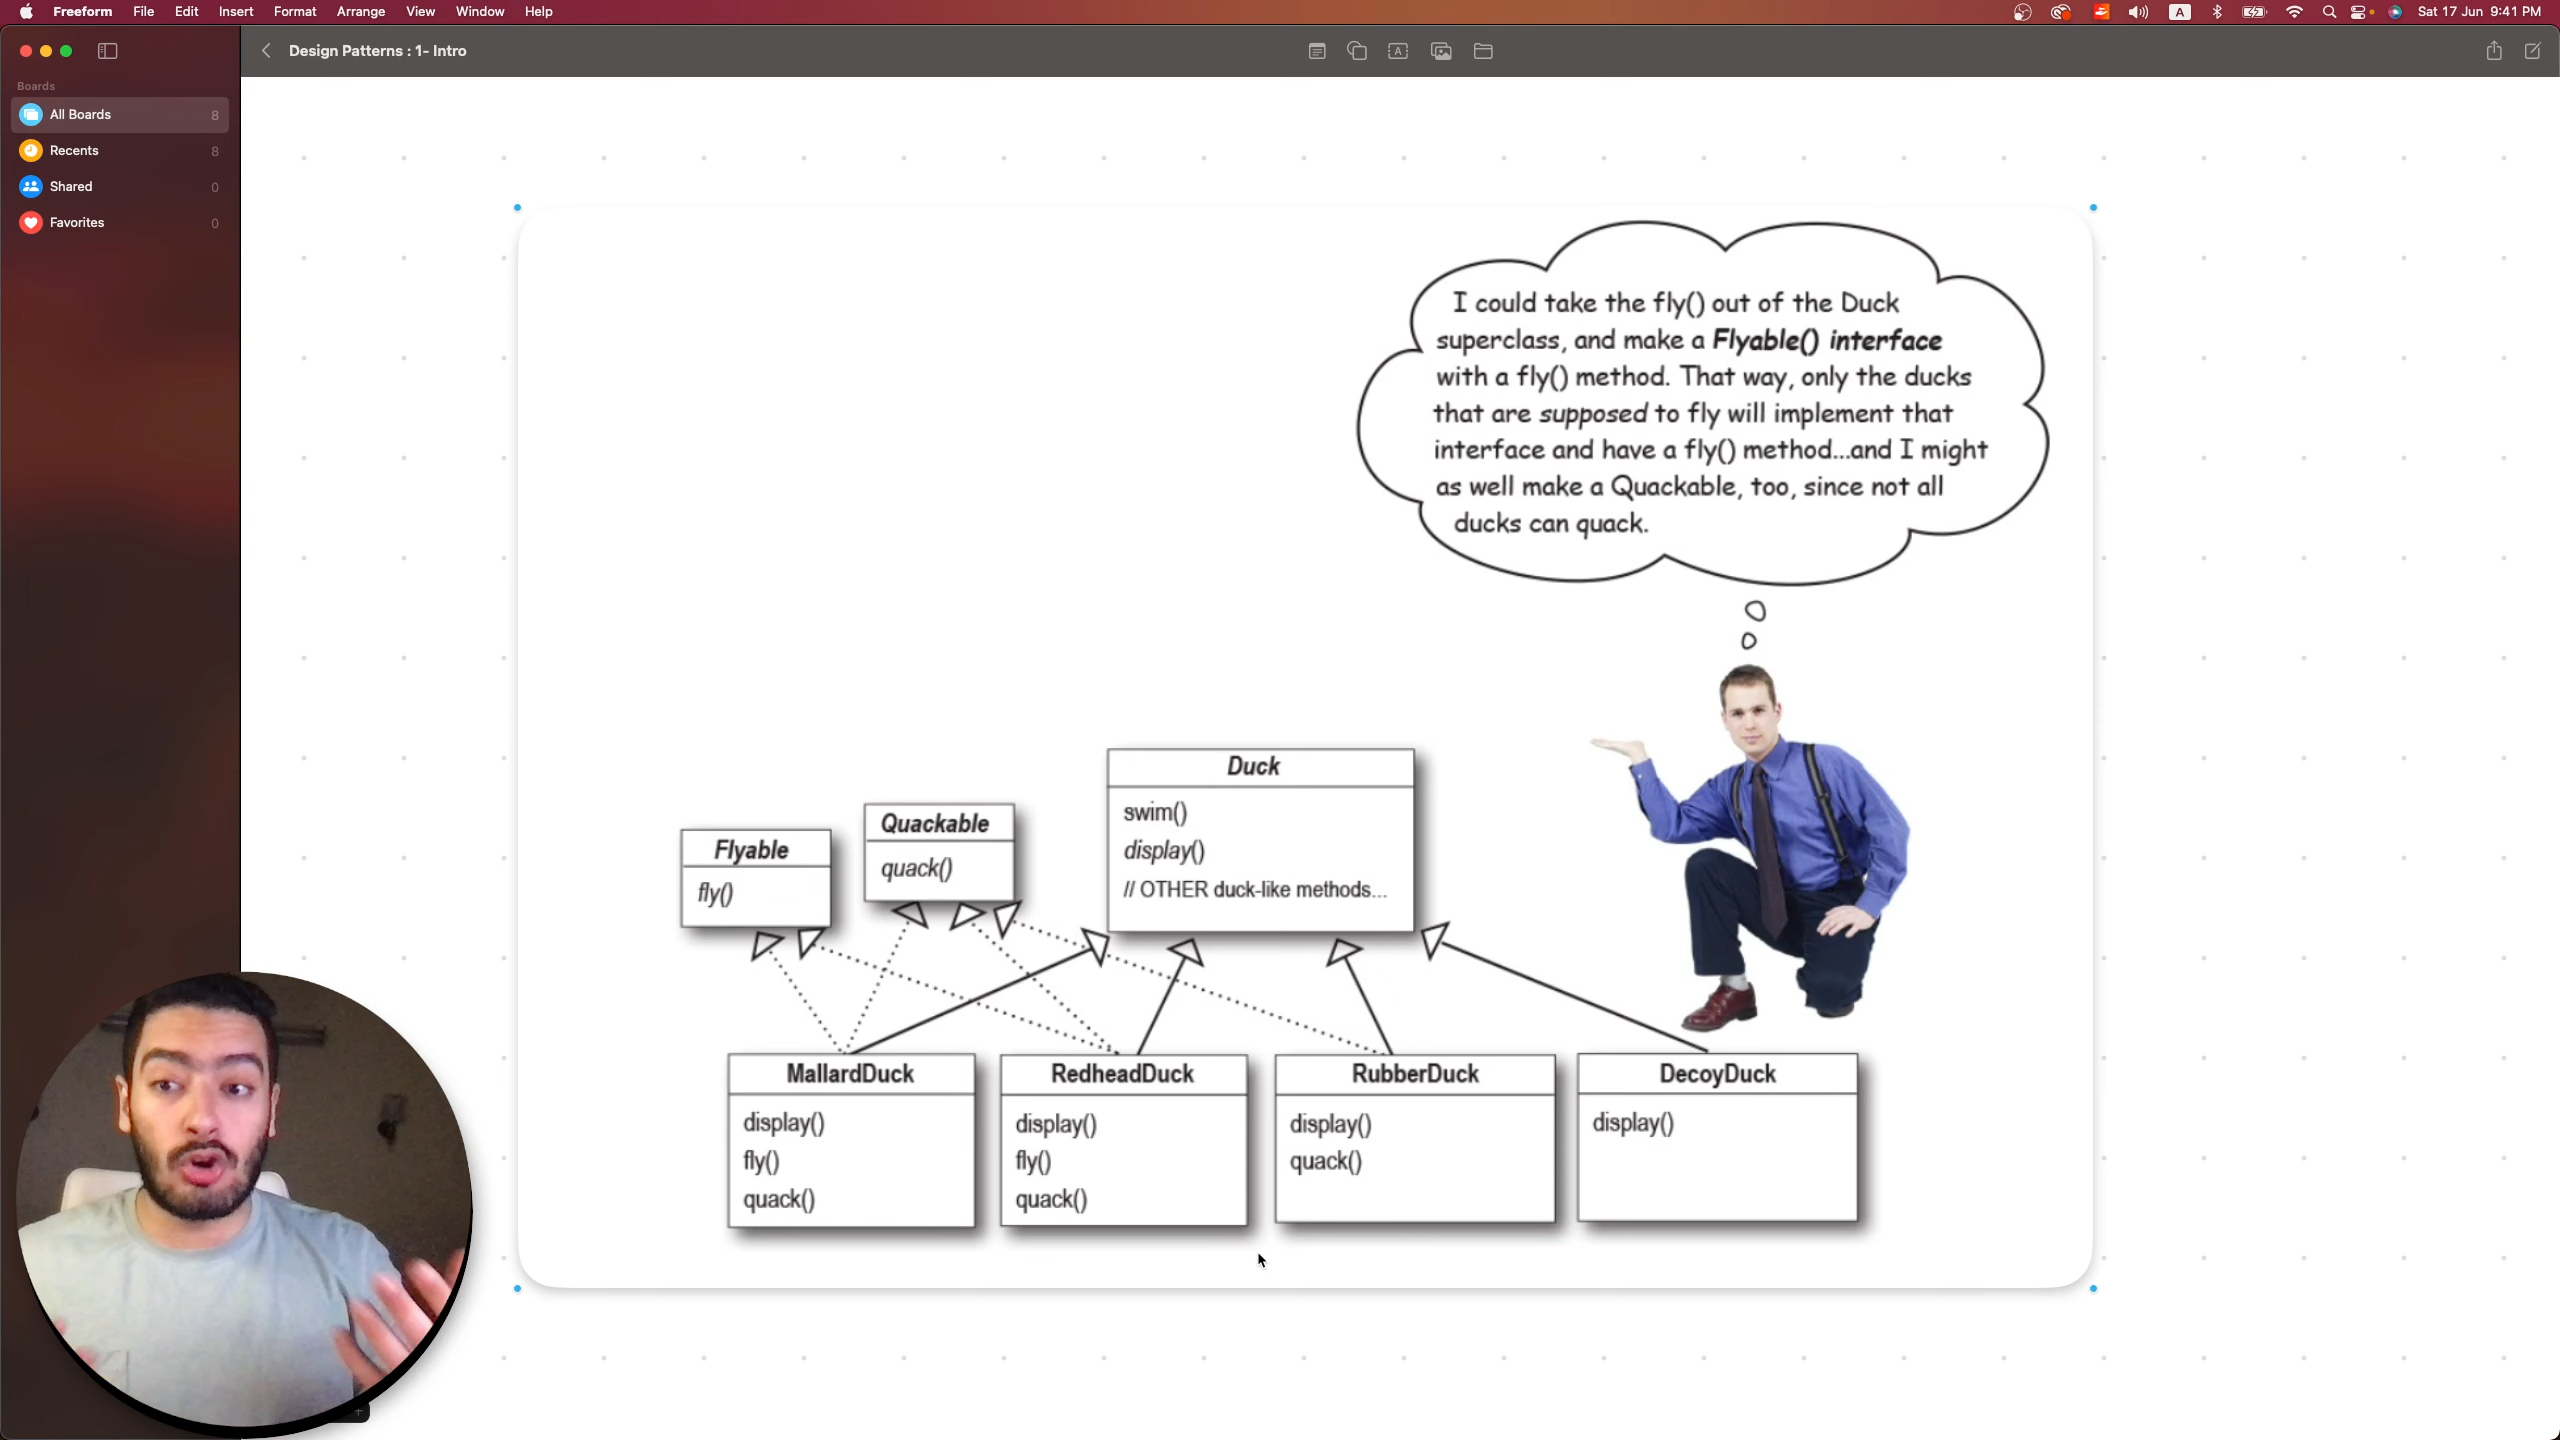 Freeform File Edit Insert Format Arrange View Window Help
A
Sat 17 Jun 9:41 PM
Design Patterns : 1- Intro
A
Boards
All Boards 8
Recents 8
Shared 0
Favorites 0
I could take the fly() out of the Duck
superclass, and make a Flyable() interface
with a fly() method. That way, only the ducks
that are supposed to fly will implement that
interface and have a fly() method...and I might
as well make a Quackable, too, since not all
ducks can quack.
Flyable
fly()
Quackable
quack()
Duck
swim()
display()
// OTHER duck-like methods...
MallardDuck
display()
fly()
quack()
RedheadDuck
display()
fly()
quack()
RubberDuck
display()
quack()
DecoyDuck
display()